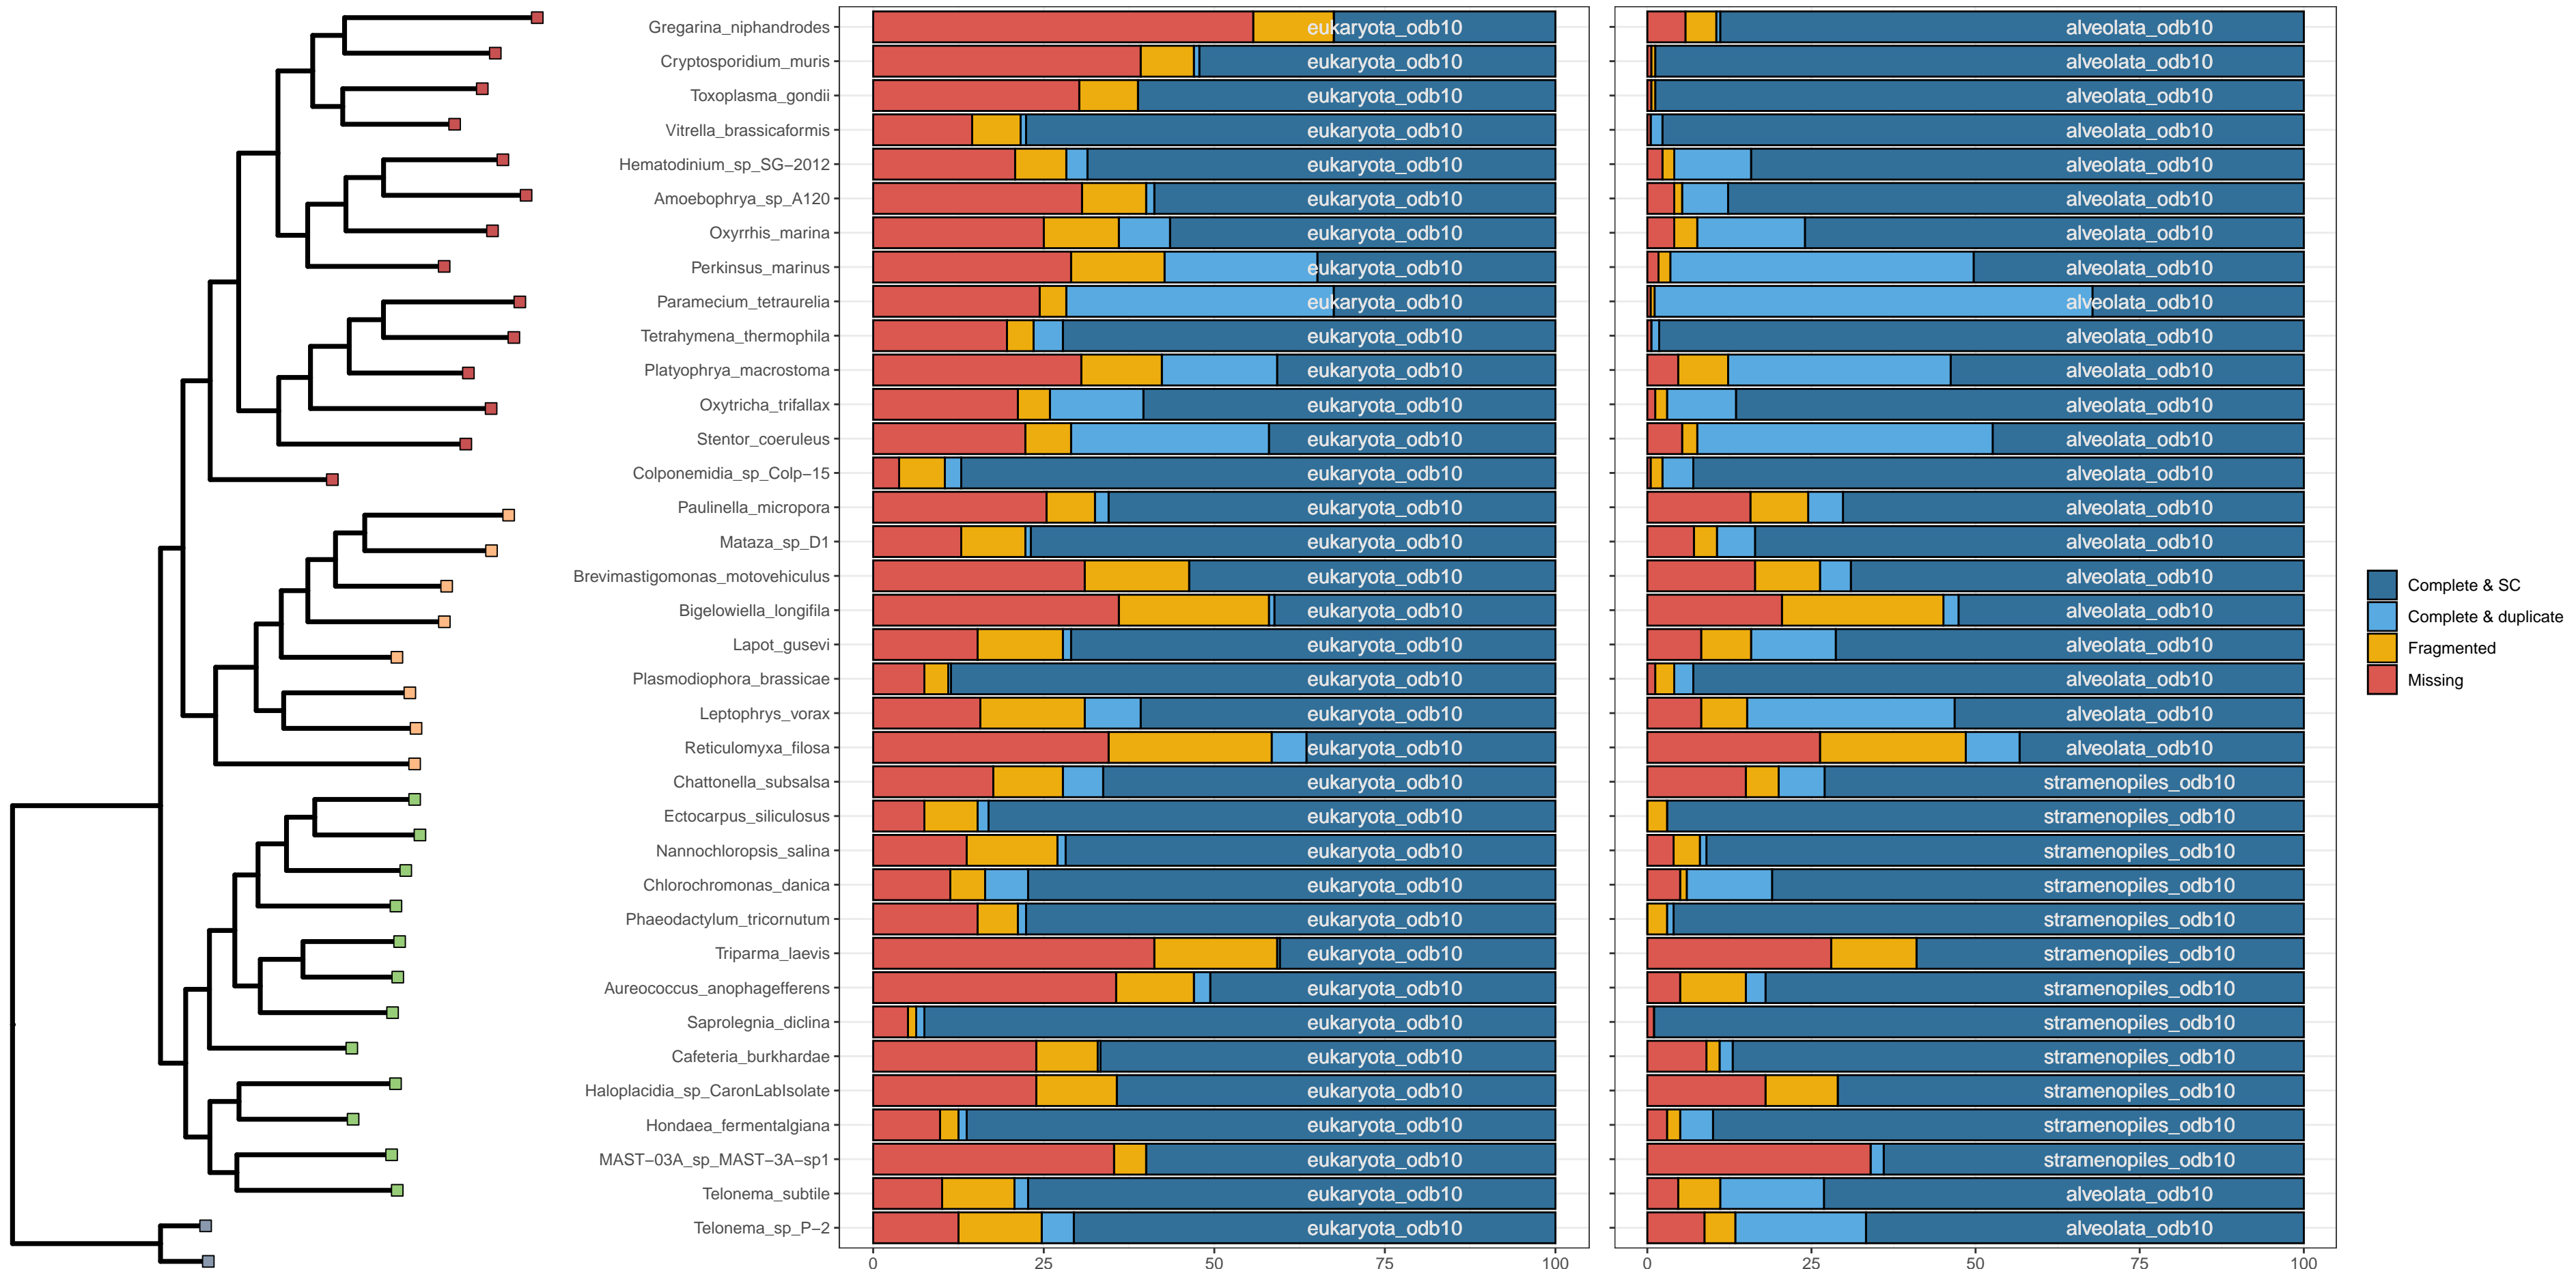 Gregarina_niphandrodes eukaryota_odb10 alveolata_odb10
Cryptosporidium_muris eukaryota_odb10 alveolata_odb10
Toxoplasma_gondii eukaryota_odb10 alveolata_odb10
Vitrella_brassicaformis eukaryota_odb10 alveolata_odb10
Hematodinium_sp_SG−2012 eukaryota_odb10 alveolata_odb10
Amoebophrya_sp_A120 eukaryota_odb10 alveolata_odb10
Oxyrrhis_marina eukaryota_odb10 alveolata_odb10
Perkinsus_marinus eukaryota_odb10 alveolata_odb10
Paramecium_tetraurelia eukaryota_odb10 alveolata_odb10
Tetrahymena_thermophila eukaryota_odb10 alveolata_odb10
Platyophrya_macrostoma eukaryota_odb10 alveolata_odb10
Oxytricha_trifallax eukaryota_odb10 alveolata_odb10
Stentor_coeruleus eukaryota_odb10 alveolata_odb10
Colponemidia_sp_Colp−15 eukaryota_odb10 alveolata_odb10
Paulinella_micropora eukaryota_odb10 alveolata_odb10
Mataza_sp_D1 eukaryota_odb10 alveolata_odb10
Brevimastigomonas_motovehiculus eukaryota_odb10 alveolata_odb10
Bigelowiella_longifila eukaryota_odb10 alveolata_odb10
Lapot_gusevi eukaryota_odb10 alveolata_odb10
Plasmodiophora_brassicae eukaryota_odb10 alveolata_odb10
Leptophrys_vorax eukaryota_odb10 alveolata_odb10
Reticulomyxa_filosa eukaryota_odb10 alveolata_odb10
Chattonella_subsalsa eukaryota_odb10 stramenopiles_odb10
Ectocarpus_siliculosus eukaryota_odb10 stramenopiles_odb10
Nannochloropsis_salina eukaryota_odb10 stramenopiles_odb10
Chlorochromonas_danica eukaryota_odb10 stramenopiles_odb10
Phaeodactylum_tricornutum eukaryota_odb10 stramenopiles_odb10
Triparma_laevis eukaryota_odb10 stramenopiles_odb10
Aureococcus_anophagefferens eukaryota_odb10 stramenopiles_odb10
Saprolegnia_diclina eukaryota_odb10 stramenopiles_odb10
Cafeteria_burkhardae eukaryota_odb10 stramenopiles_odb10
Haloplacidia_sp_CaronLabIsolate eukaryota_odb10 stramenopiles_odb10
Hondaea_fermentalgiana eukaryota_odb10 stramenopiles_odb10
MAST−03A_sp_MAST−3A−sp1 eukaryota_odb10 stramenopiles_odb10
Telonema_subtile eukaryota_odb10 alveolata_odb10
Telonema_sp_P−2 eukaryota_odb10 alveolata_odb10
0 25 50 75 100 0 25 50 75 100
Complete & SC
Complete & duplicate
Fragmented
Missing